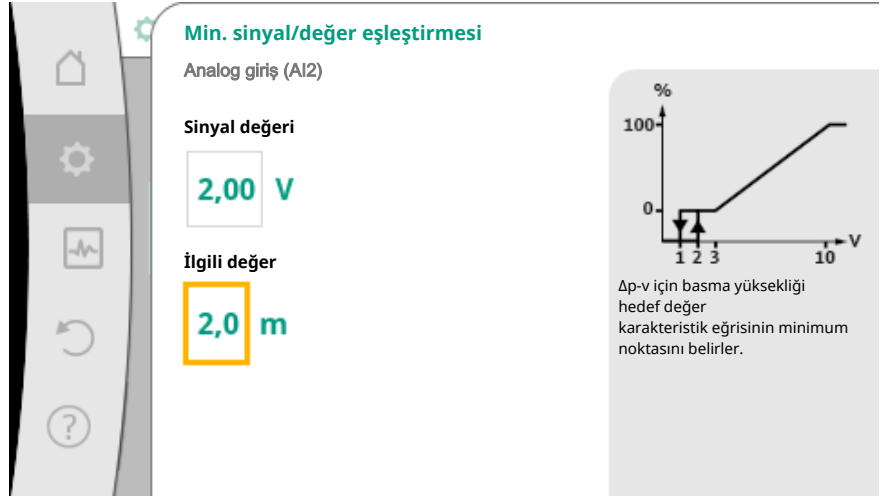 Min. sinyal/değer eşleştirmesi
Analog giriş (AI2)
Sinyal değeri
2,00 V
İlgili değer
2,0 m
%
100
0
1 2 3 10 V
Δp-v için basma yüksekliği
hedef değer
karakteristik eğrisinin minimum
noktasını belirler.
?